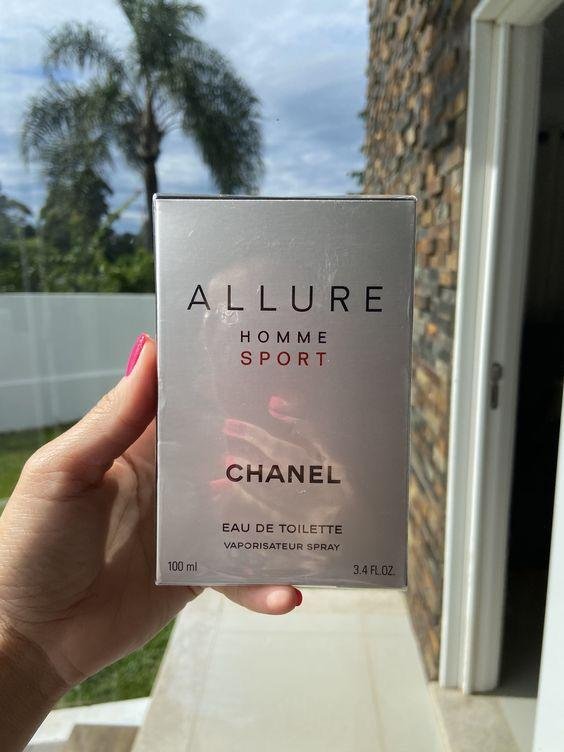 ALLURE
HOMME
SPORT
CHANEL
EAU DE TOILETTE
VAPORISATEUR SPRAY
100 ml 3.4 FL.OZ.